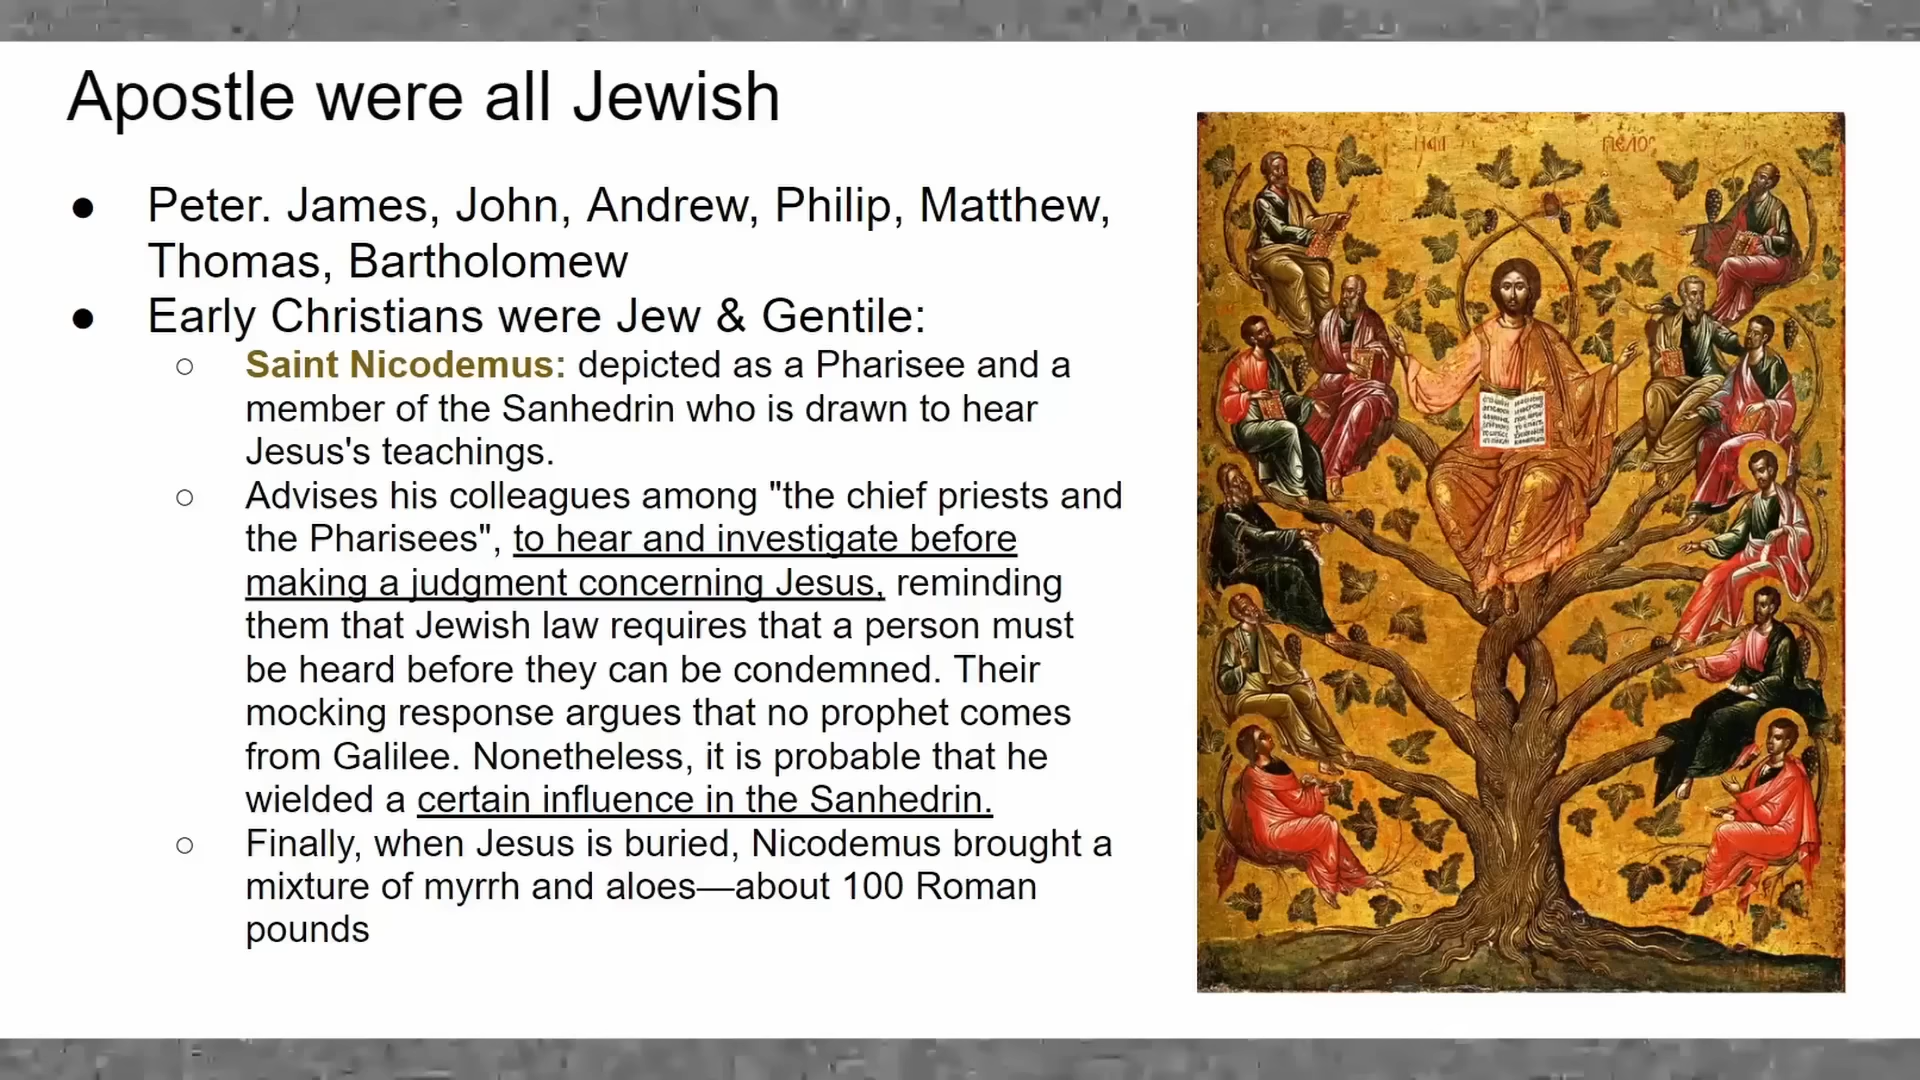 Apostle were all Jewish
● Peter. James, John, Andrew, Philip, Matthew,
Thomas, Bartholomew
● Early Christians were Jew & Gentile:
○ Saint Nicodemus: depicted as a Pharisee and a
member of the Sanhedrin who is drawn to hear
Jesus's teachings.
○ Advises his colleagues among "the chief priests and
the Pharisees", to hear and investigate before
making a judgment concerning Jesus, reminding
them that Jewish law requires that a person must
be heard before they can be condemned. Their
mocking response argues that no prophet comes
from Galilee. Nonetheless, it is probable that he
wielded a certain influence in the Sanhedrin.
○ Finally, when Jesus is buried, Nicodemus brought a
mixture of myrrh and aloes—about 100 Roman
pounds